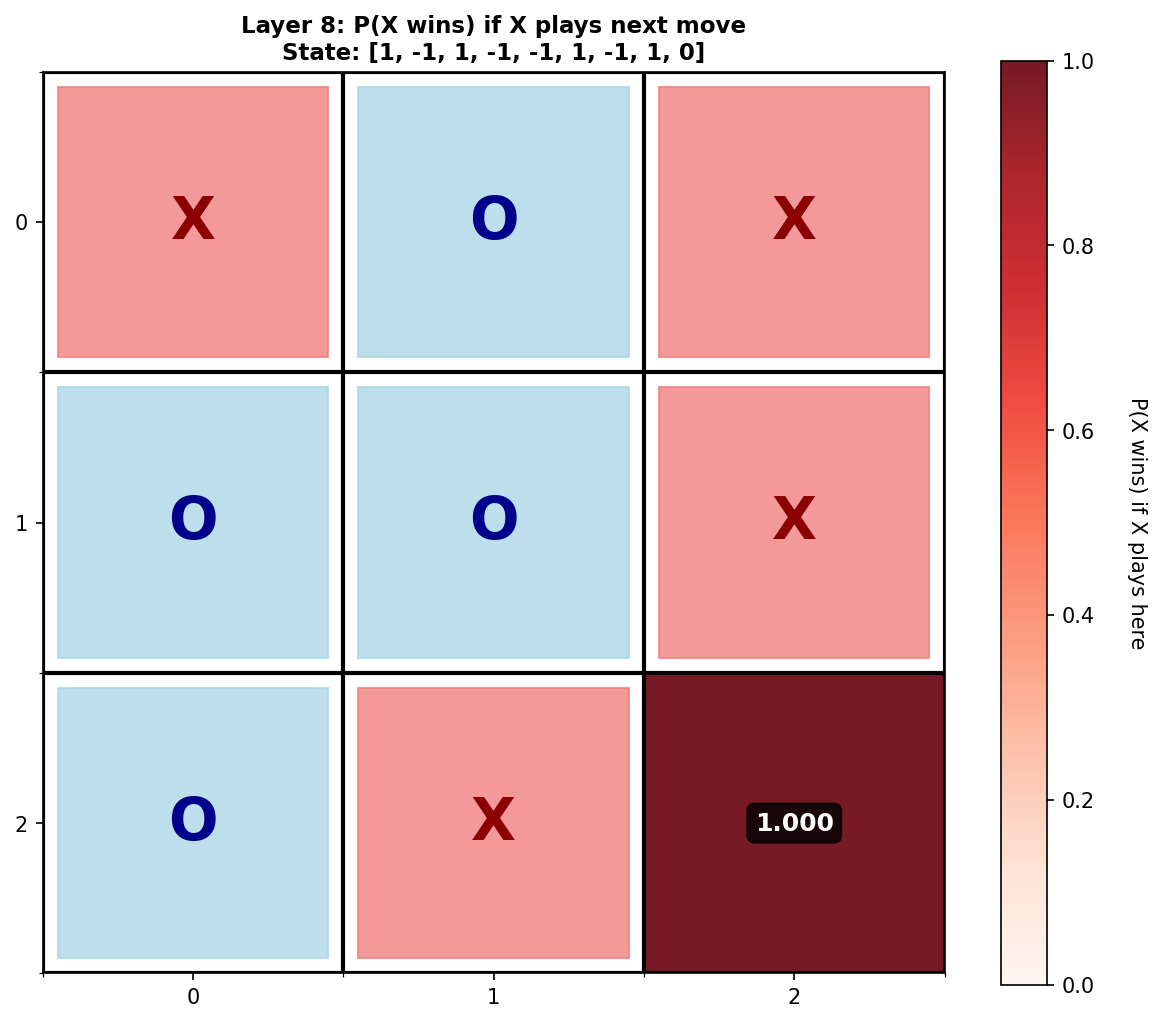 Layer 8: P(X wins) if X plays next move
State: [1, -1, 1, -1, -1, 1, -1, 1, 0]
0
X
O
X
1
O
O
X
2
O
X
1.000
0
1
2
1.0
0.8
0.6
0.4
0.2
0.0
P(X wins) if X plays here